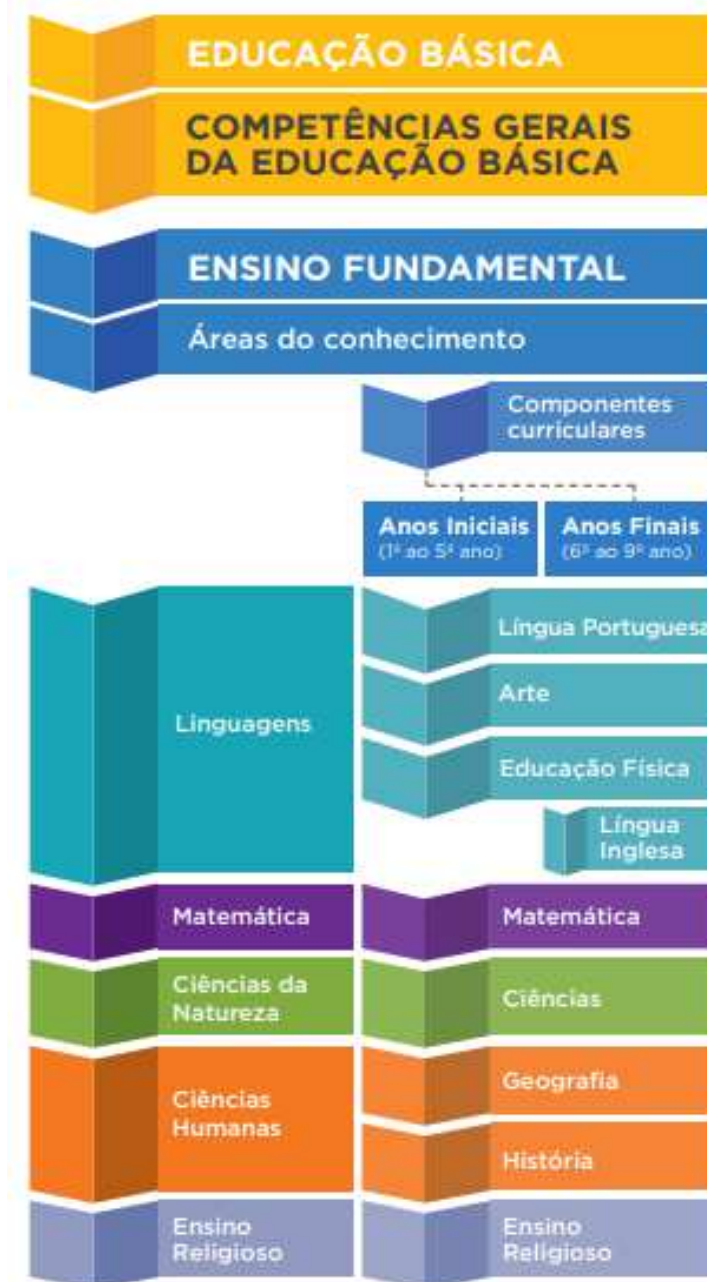 EDUCAÇÃO BÁSICA
COMPETÊNCIAS GERAIS
DA EDUCAÇÃO BÁSICA
ENSINO FUNDAMENTAL
Áreas do conhecimento
Componentes
curriculares
Anos Iniciais
(1º ao 5º ano)
Anos Finais
(6º ao 9º ano)
Linguagens
Língua Portuguesa
Arte
Educação Física
Língua
Inglesa
Matemática
Matemática
Ciências da
Natureza
Ciências
Ciências
Humanas
Geografia
História
Ensino
Religioso
Ensino
Religioso